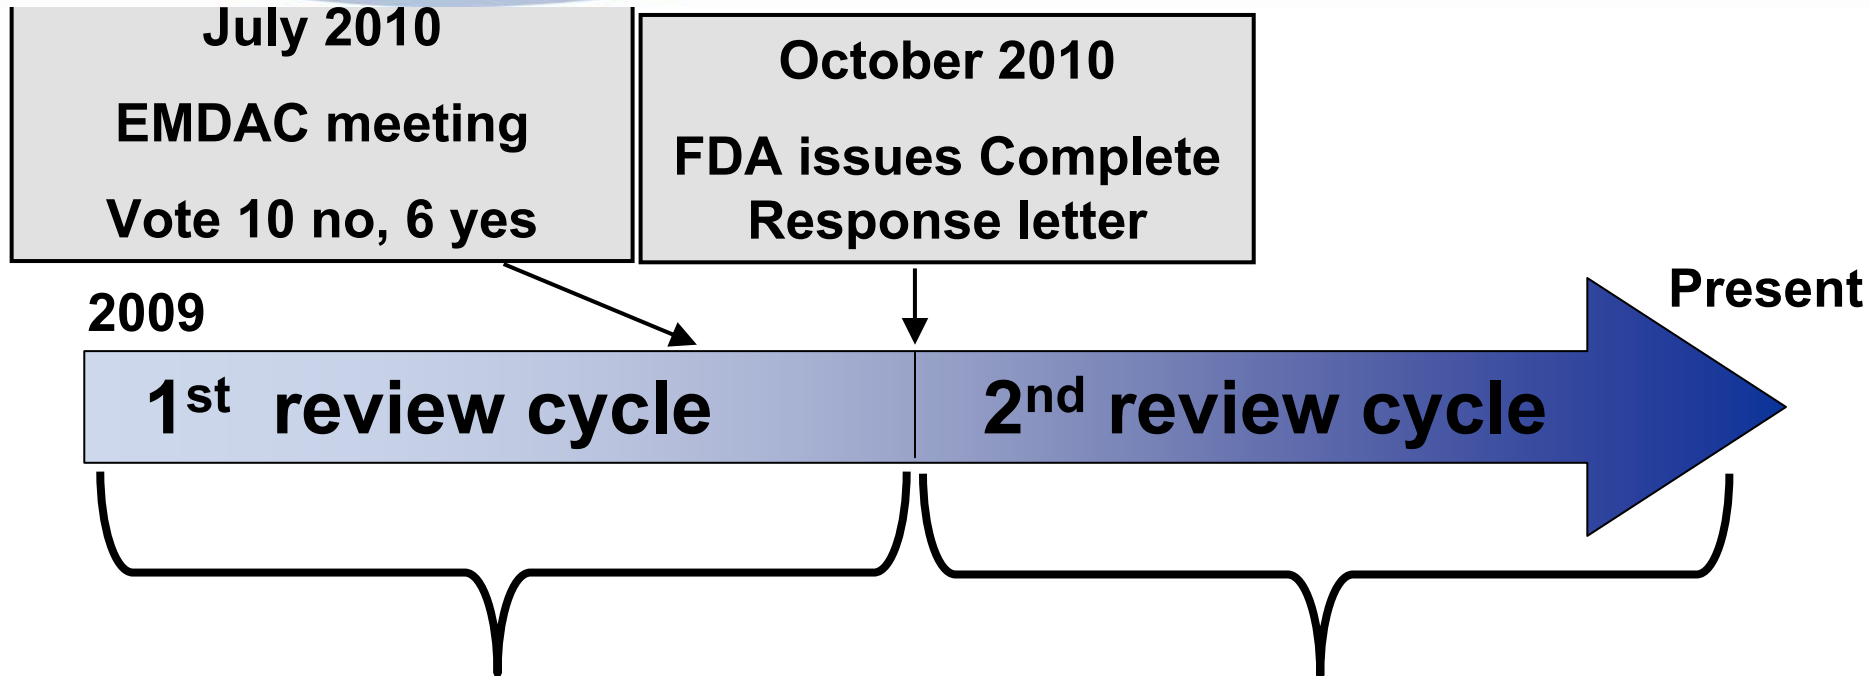 July 2010
EMDAC meeting
Vote 10 no, 6 yes
October 2010
FDA issues Complete
Response letter
2009
Present
1st review cycle
2nd review cycle